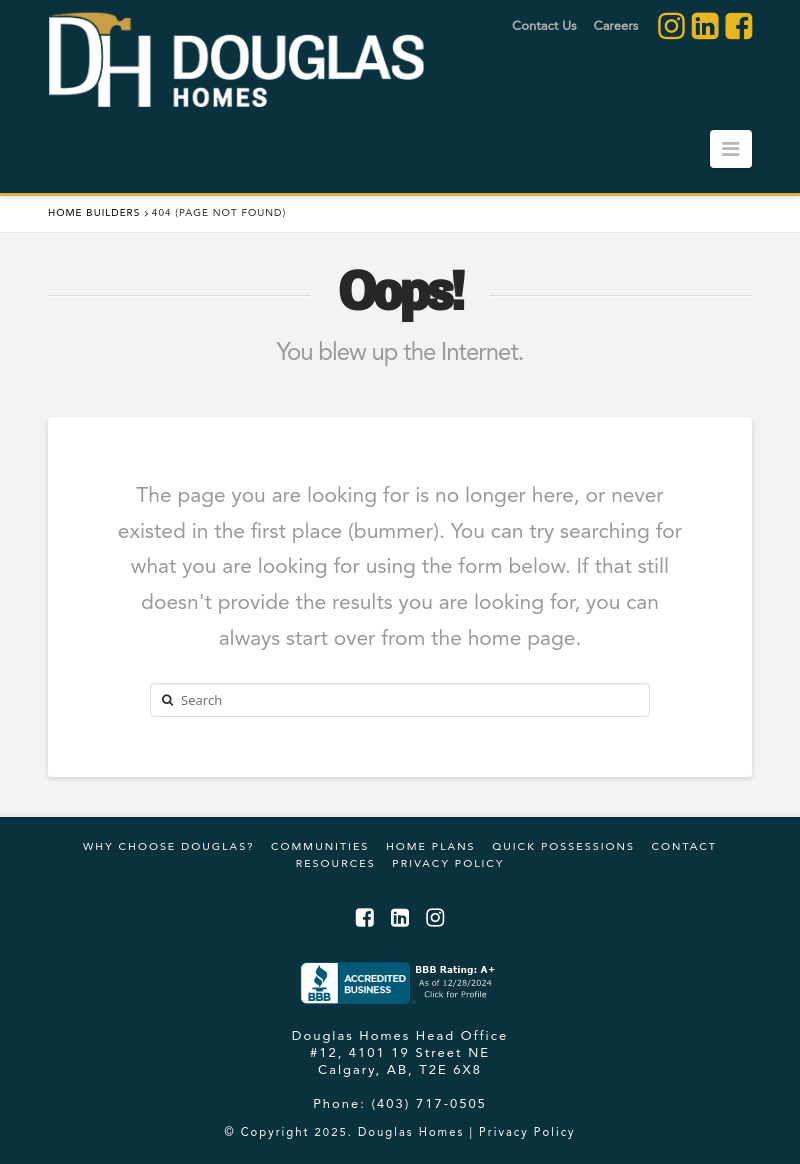 DH DOUGLAS
HOMES
Contact Us Careers
HOME BUILDERS > 404 (PAGE NOT FOUND)
Oops!
You blew up the Internet.
The page you are looking for is no longer here, or never
existed in the first place (bummer). You can try searching for
what you are looking for using the form below. If that still
doesn't provide the results you are looking for, you can
always start over from the home page.
Search
WHY CHOOSE DOUGLAS? COMMUNITIES HOME PLANS QUICK POSSESSIONS CONTACT
RESOURCES PRIVACY POLICY
BBB
ACCREDITED
BUSINESS
BBB Rating: A+
As of 12/28/2024
Click for Profile
Douglas Homes Head Office
#12, 4101 19 Street NE
Calgary, AB, T2E 6X8
Phone: (403) 717-0505
© Copyright 2025. Douglas Homes | Privacy Policy